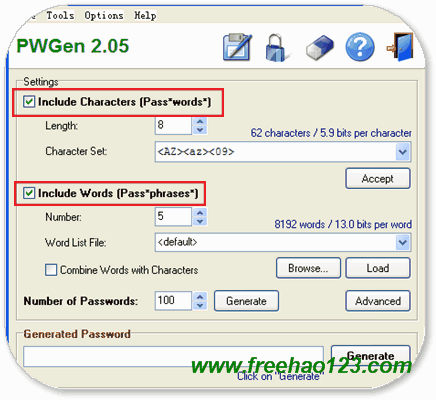 Tools Options Help
PWGen 2.05
Settings
Include Characters (Pass*words*)
Length: 8
62 characters / 5.9 bits per character
Character Set: <AZ><az><09>
Accept
Include Words (Pass*phrases*)
Number: 5
8192 words / 13.0 bits per word
Word List File: <default>
Combine Words with Characters Browse... Load
Number of Passwords: 100 Generate Advanced
Generated Password
Generate
www.freehao123.com
Click on "Generate"